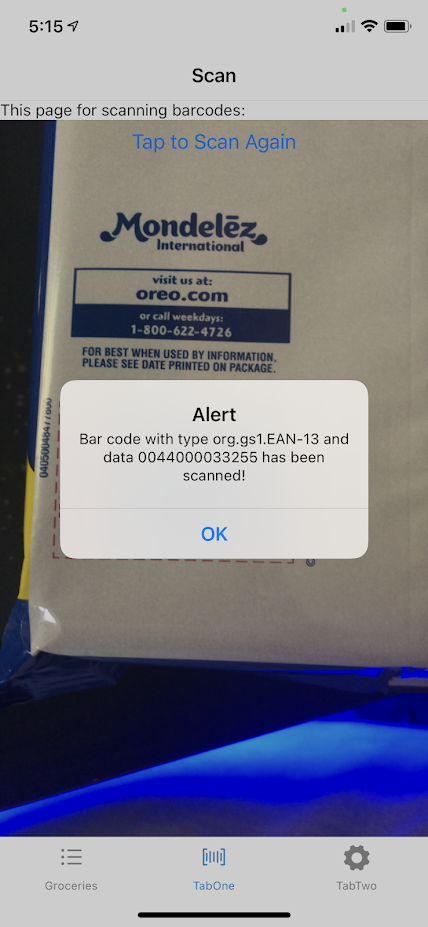 5:15
Scan
This page for scanning barcodes:
Tap to Scan Again
Mondelēz
International
visit us at:
oreo.com
or call weekdays:
1-800-622-4726
FOR BEST WHEN USED BY INFORMATION,
PLEASE SEE DATE PRINTED ON PACKAGE.
Alert
Bar code with type org.gs1.EAN-13 and
data 0044000033255 has been
scanned!
OK
Groceries
TabOne
TabTwo